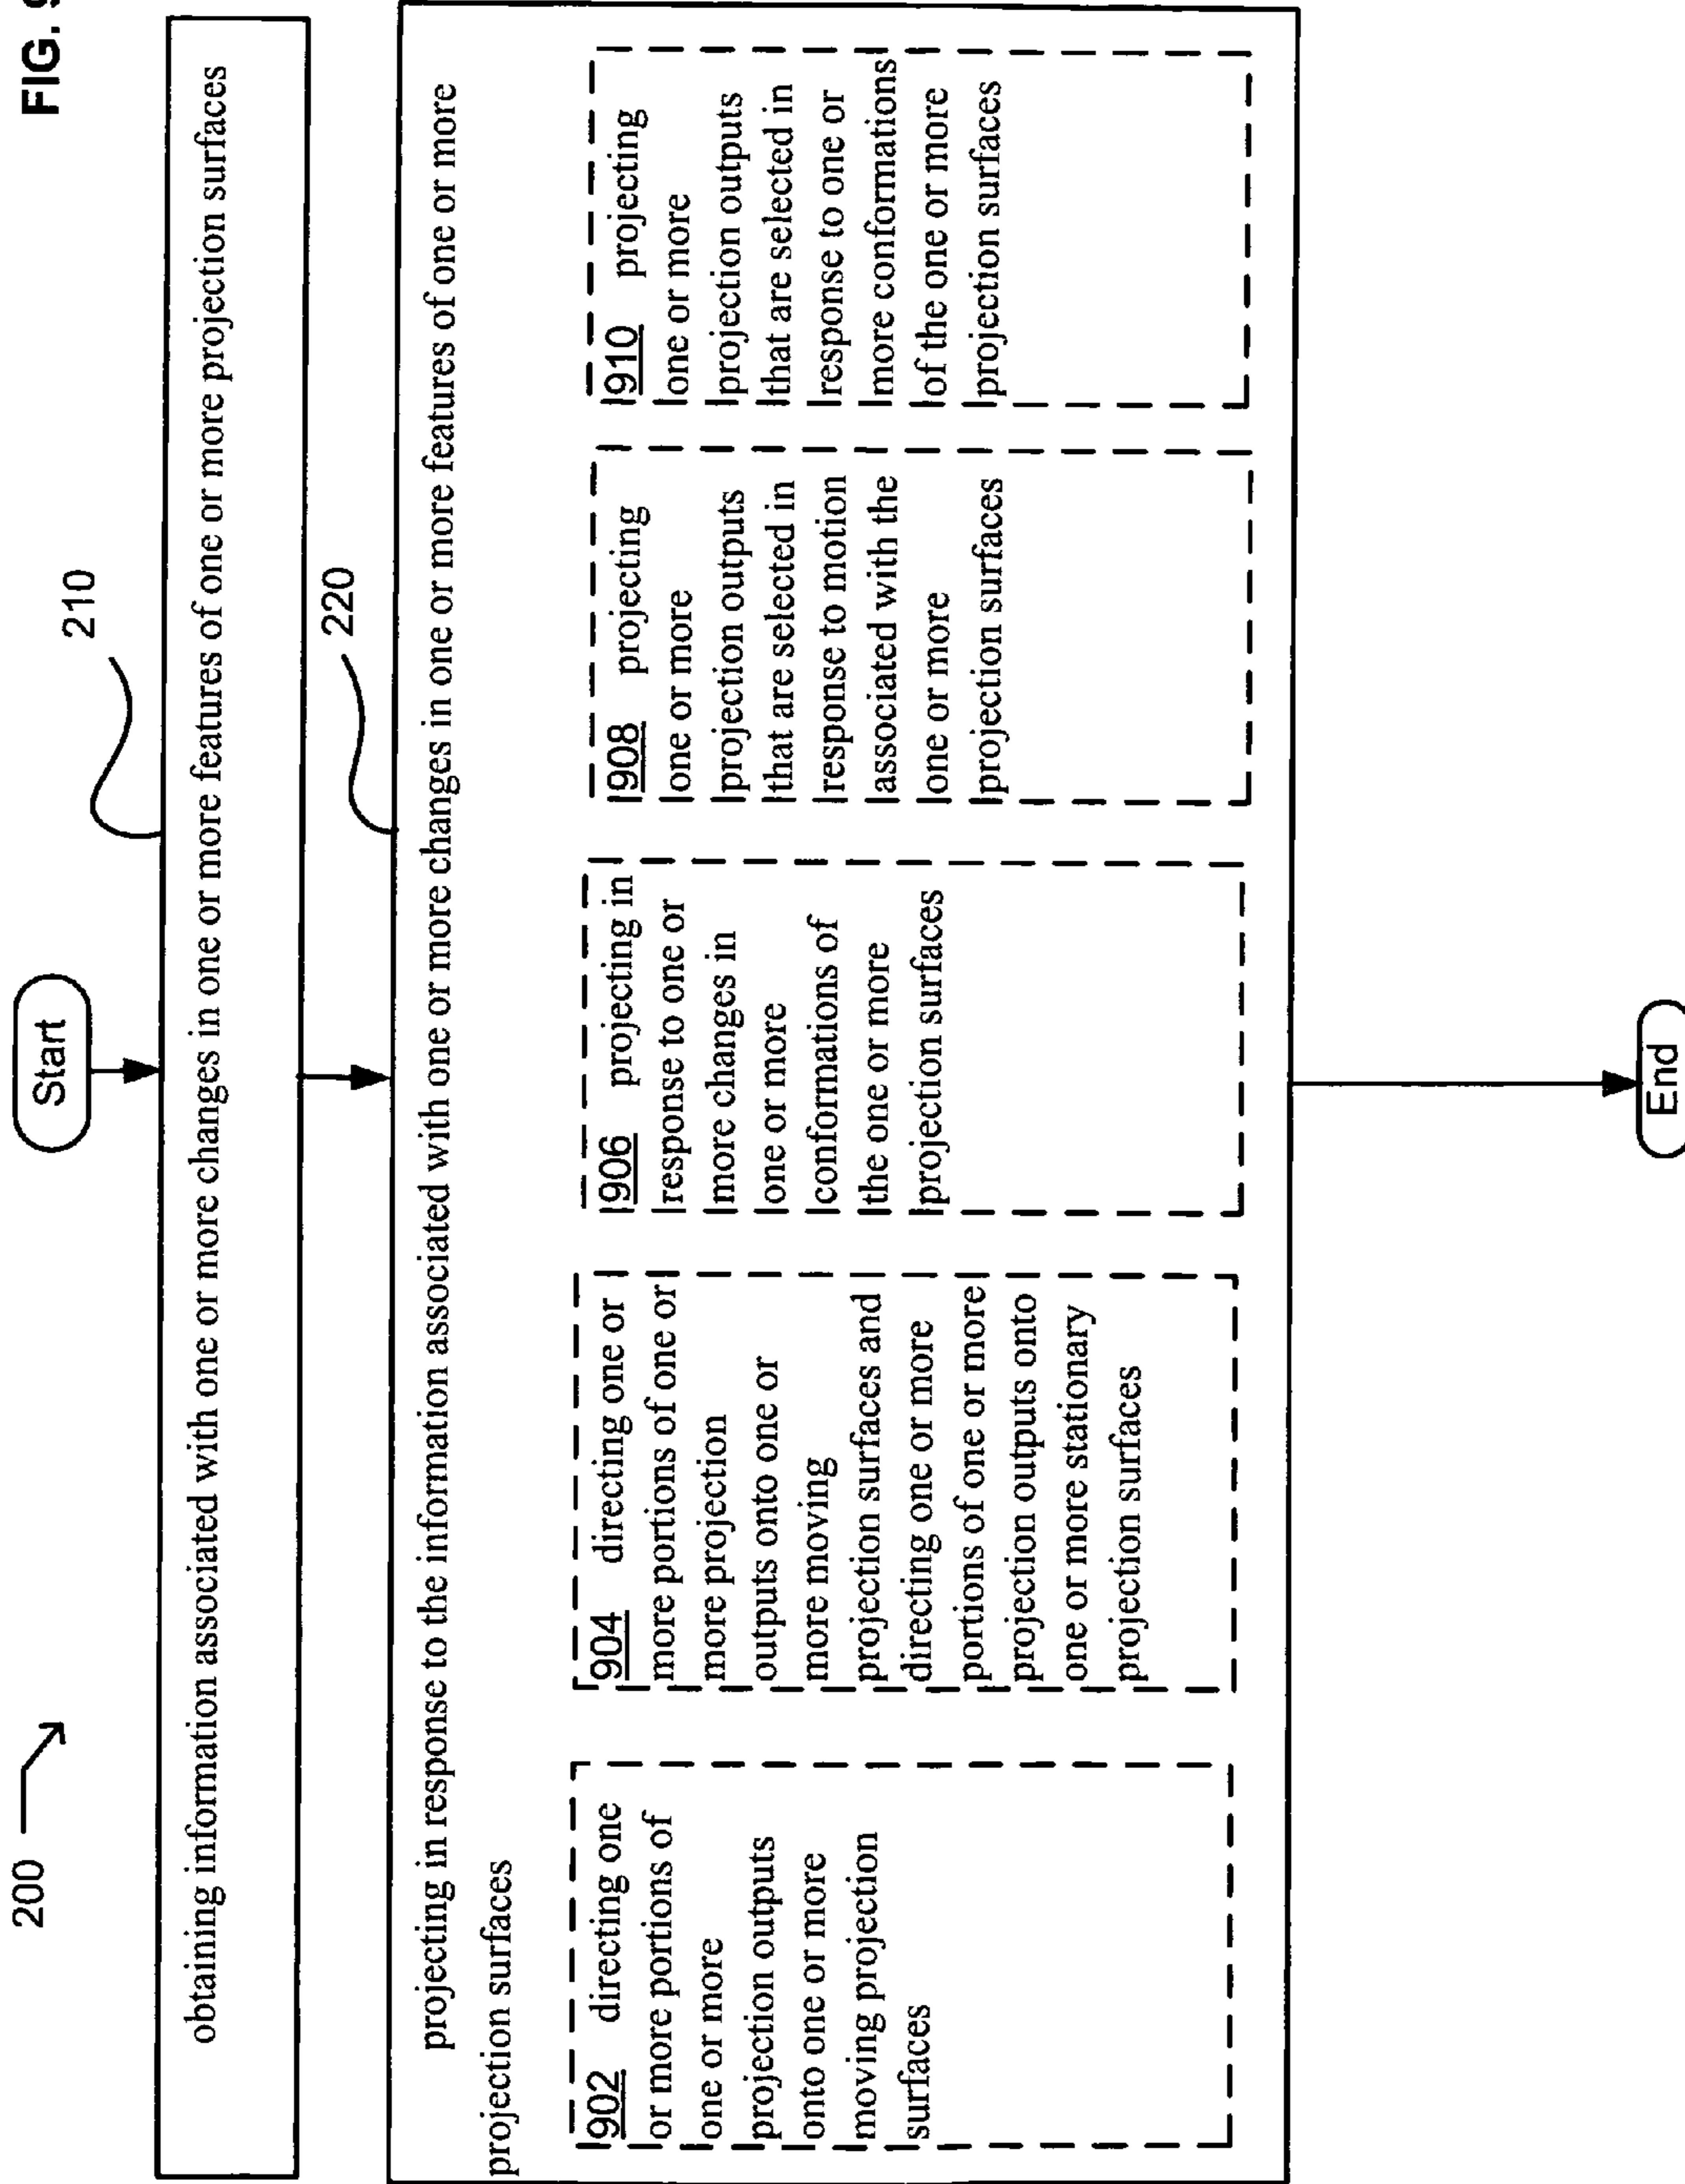 FIG. 9
200
Start
210
obtaining information associated with one or more changes in one or more features of one or more projection surfaces
220
projecting in response to the information associated with one or more changes in one or more features of one or more
projection surfaces
902 directing one
or more portions of
one or more
projection outputs
onto one or more
moving projection
surfaces
904 directing one or
more portions of one or
more projection
outputs onto one or
more moving
projection surfaces and
directing one or more
portions of one or more
projection outputs onto
one or more stationary
projection surfaces
906 projecting in
response to one or
more changes in
one or more
conformations of
the one or more
projection surfaces
908 projecting
one or more
projection outputs
that are selected in
response to motion
associated with the
one or more
projection surfaces
910 projecting
one or more
projection outputs
that are selected in
response to one or
more conformations
of the one or more
projection surfaces
End